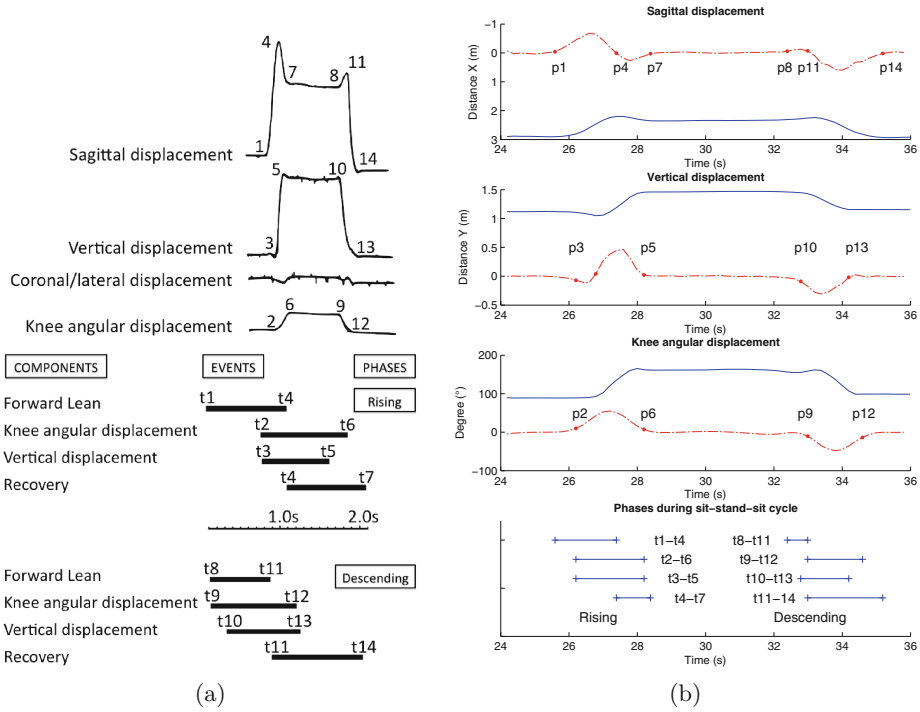 4
7
8
11
1
14
Sagittal displacement
5
10
3
13
Vertical displacement
Coronal/lateral displacement
6
9
2
12
Knee angular displacement
COMPONENTS EVENTS PHASES
Rising
t1 t4
Forward Lean
t2 t6
Knee angular displacement
t3 t5
Vertical displacement
t4 t7
Recovery
1.0s 2.0s
t8 t11
Forward Lean
Descending
t9 t12
Knee angular displacement
t10 t13
Vertical displacement
t11 t14
Recovery
(a)
Sagittal displacement
Distance X (m)
−1
0
1
2
3
p1 p4 p7 p8 p11 p14
24 26 28 30 32 34 36
Time (s)
Vertical displacement
Distance Y (m)
1.5
1
0.5
0
−0.5
p3 p5 p10 p13
24 26 28 30 32 34 36
Time (s)
Knee angular displacement
Degree (°)
200
100
0
−100
p2 p6 p9 p12
24 26 28 30 32 34 36
Time (s)
Phases during sit−stand−sit cycle
t1−t4 t8−t11
t2−t6 t9−t12
t3−t5 t10−t13
t4−t7 t11−14
Rising Descending
24 26 28 30 32 34 36
Time (s)
(b)